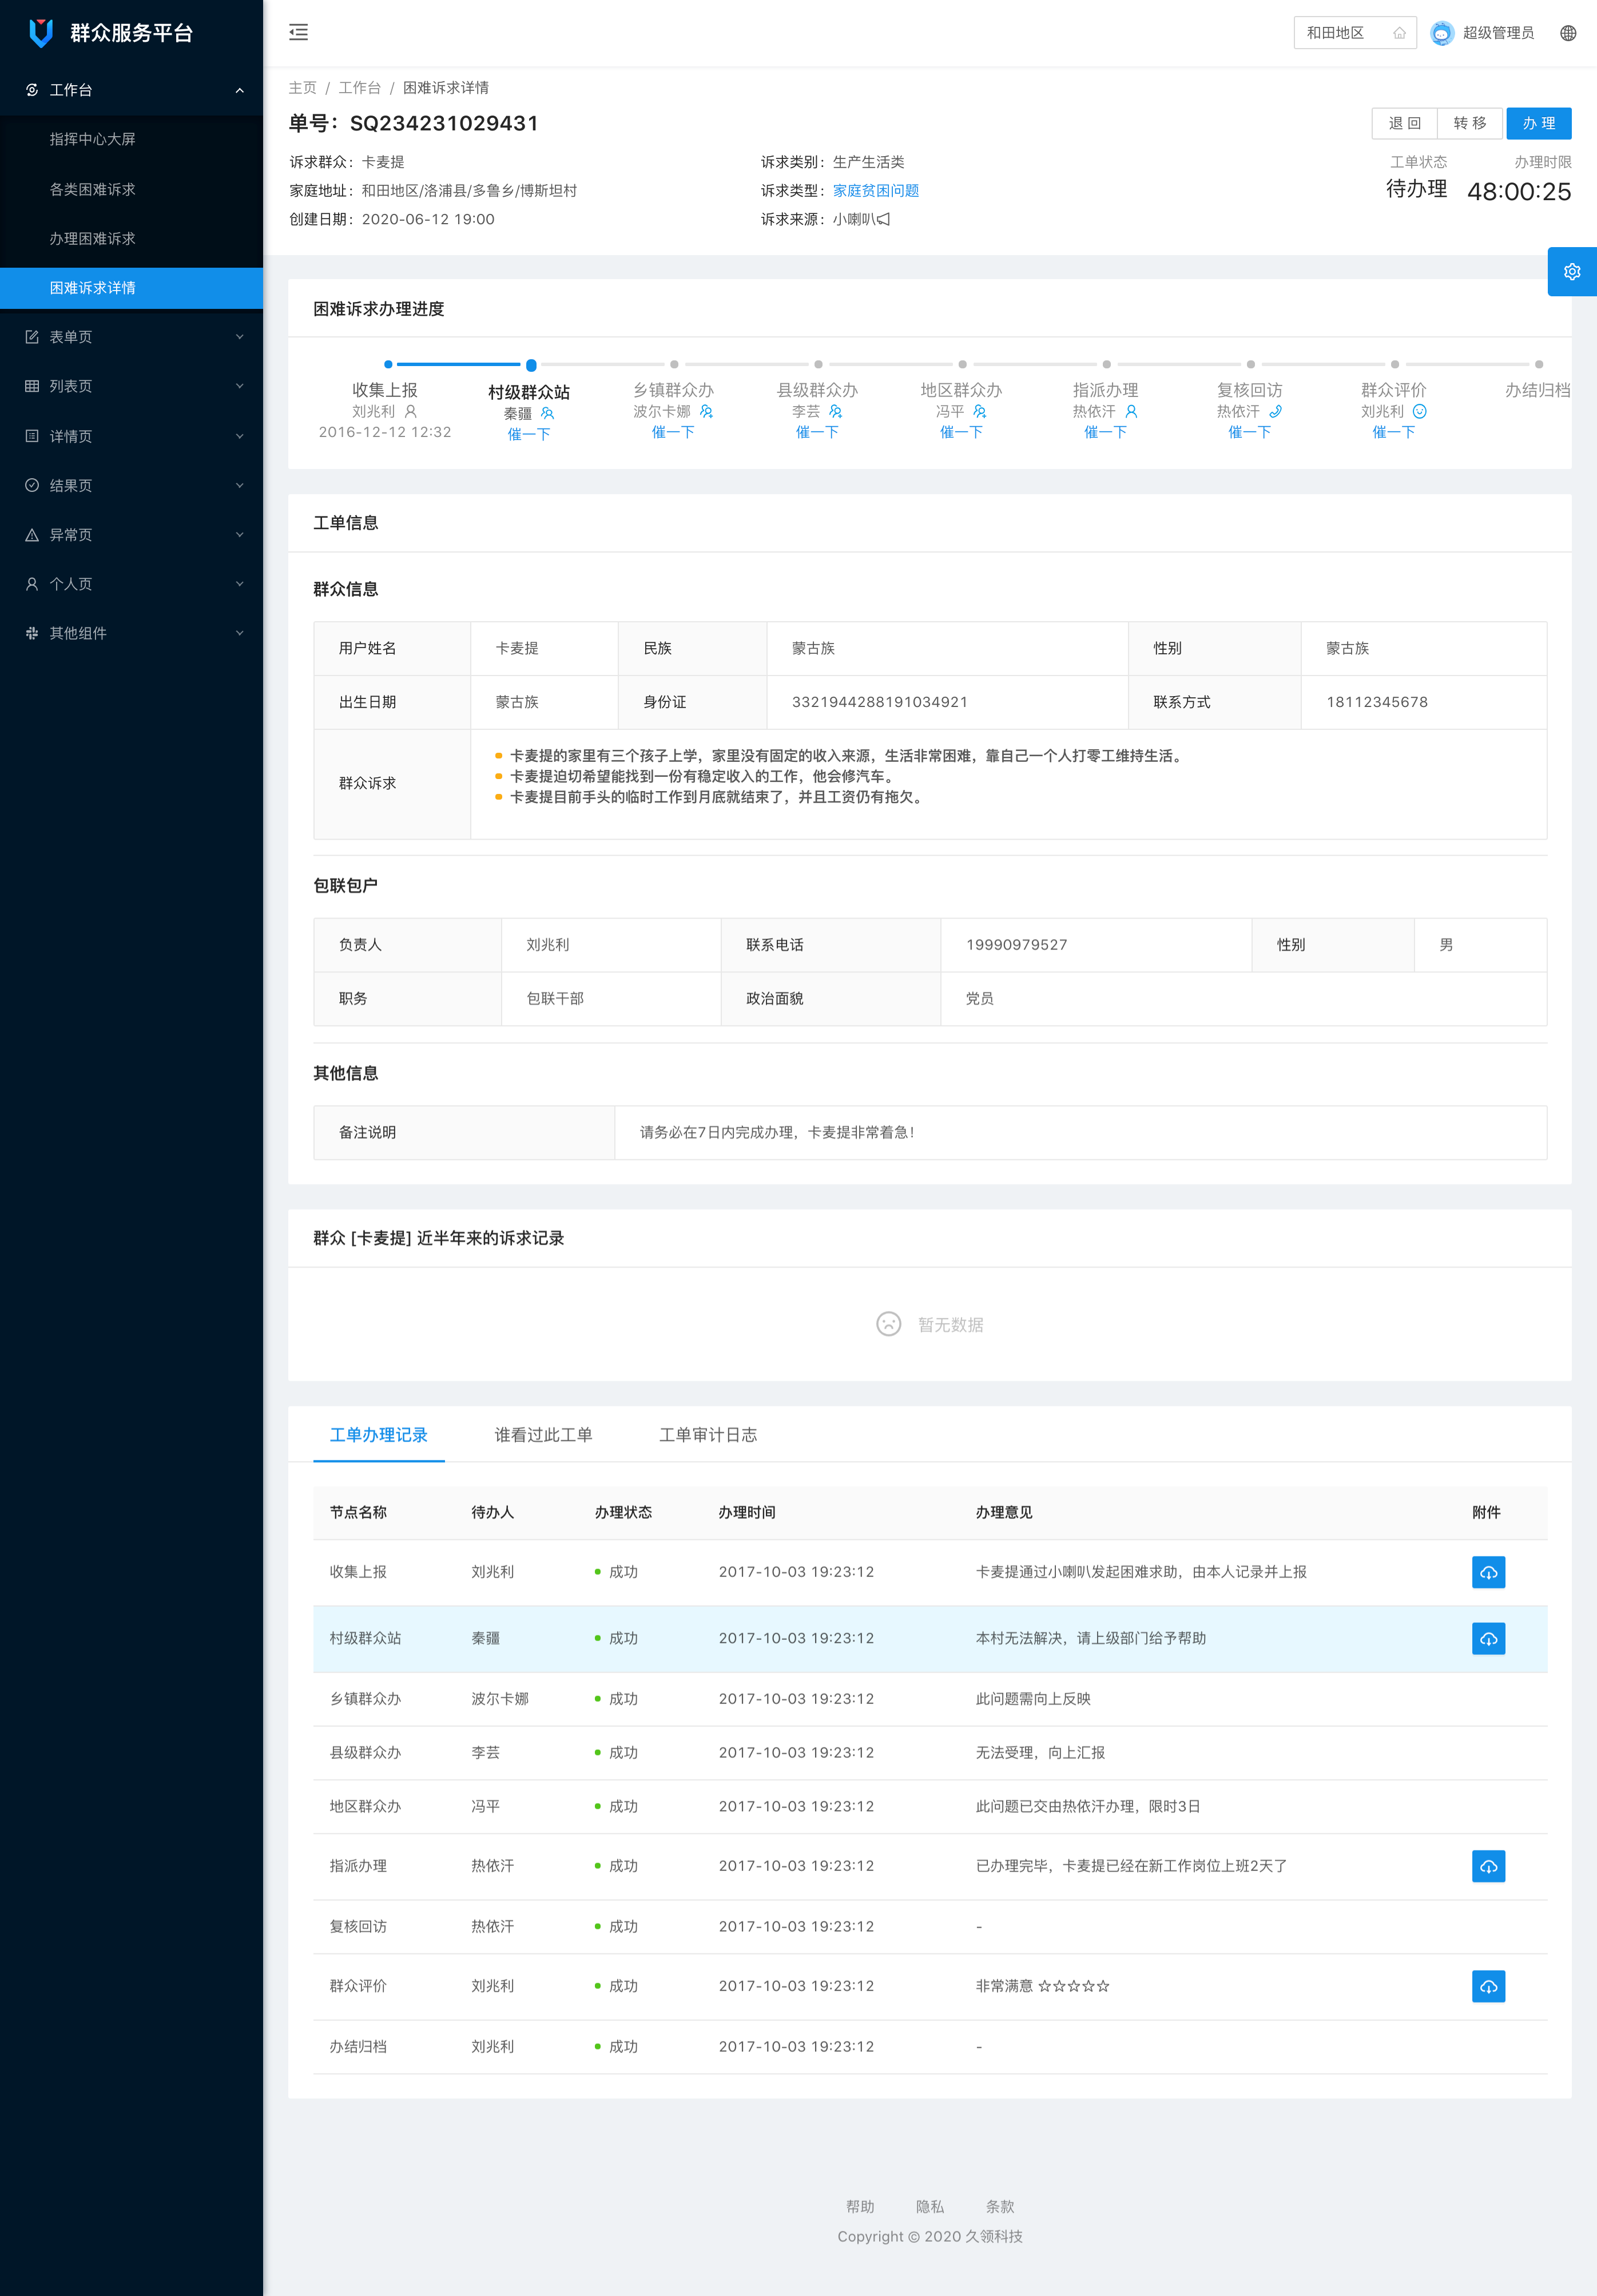 群众服务平台
工作台
指挥中心大屏
各类困难诉求
办理困难诉求
困难诉求详情
表单页
列表页
详情页
结果页
异常页
个人页
其他组件
和田地区 超级管理员
主页 / 工作台 / 困难诉求详情
单号：SQ234231029431
退 回 转 移 办 理
诉求群众：卡麦提 诉求类别：生产生活类
家庭地址：和田地区/洛浦县/多鲁乡/博斯坦村 诉求类型：家庭贫困问题
创建日期：2020-06-12 19:00 诉求来源：小喇叭
工单状态 办理时限
待办理 48:00:25
困难诉求办理进度
收集上报 村级群众站 乡镇群众办 县级群众办 地区群众办 指派办理 复核回访 群众评价 办结归档
刘兆利 秦疆 波尔卡娜 李芸 冯平 热依汗 热依汗 刘兆利
2016-12-12 12:32 催一下 催一下 催一下 催一下 催一下 催一下 催一下
工单信息
群众信息
用户姓名 卡麦提 民族 蒙古族 性别 蒙古族
出生日期 蒙古族 身份证 3321944288191034921 联系方式 18112345678
群众诉求
卡麦提的家里有三个孩子上学，家里没有固定的收入来源，生活非常困难，靠自己一个人打零工维持生活。
卡麦提迫切希望能找到一份有稳定收入的工作，他会修汽车。
卡麦提目前手头的临时工作到月底就结束了，并且工资仍有拖欠。
包联包户
负责人 刘兆利 联系电话 19990979527 性别 男
职务 包联干部 政治面貌 党员
其他信息
备注说明 请务必在7日内完成办理，卡麦提非常着急！
群众 [卡麦提] 近半年来的诉求记录
暂无数据
工单办理记录 谁看过此工单 工单审计日志
节点名称 待办人 办理状态 办理时间 办理意见 附件
收集上报 刘兆利 成功 2017-10-03 19:23:12 卡麦提通过小喇叭发起困难求助，由本人记录并上报
村级群众站 秦疆 成功 2017-10-03 19:23:12 本村无法解决，请上级部门给予帮助
乡镇群众办 波尔卡娜 成功 2017-10-03 19:23:12 此问题需向上反映
县级群众办 李芸 成功 2017-10-03 19:23:12 无法受理，向上汇报
地区群众办 冯平 成功 2017-10-03 19:23:12 此问题已交由热依汗办理，限时3日
指派办理 热依汗 成功 2017-10-03 19:23:12 已办理完毕，卡麦提已经在新工作岗位上班2天了
复核回访 热依汗 成功 2017-10-03 19:23:12 -
群众评价 刘兆利 成功 2017-10-03 19:23:12 非常满意 ☆☆☆☆☆
办结归档 刘兆利 成功 2017-10-03 19:23:12 -
帮助 隐私 条款
Copyright © 2020 久领科技